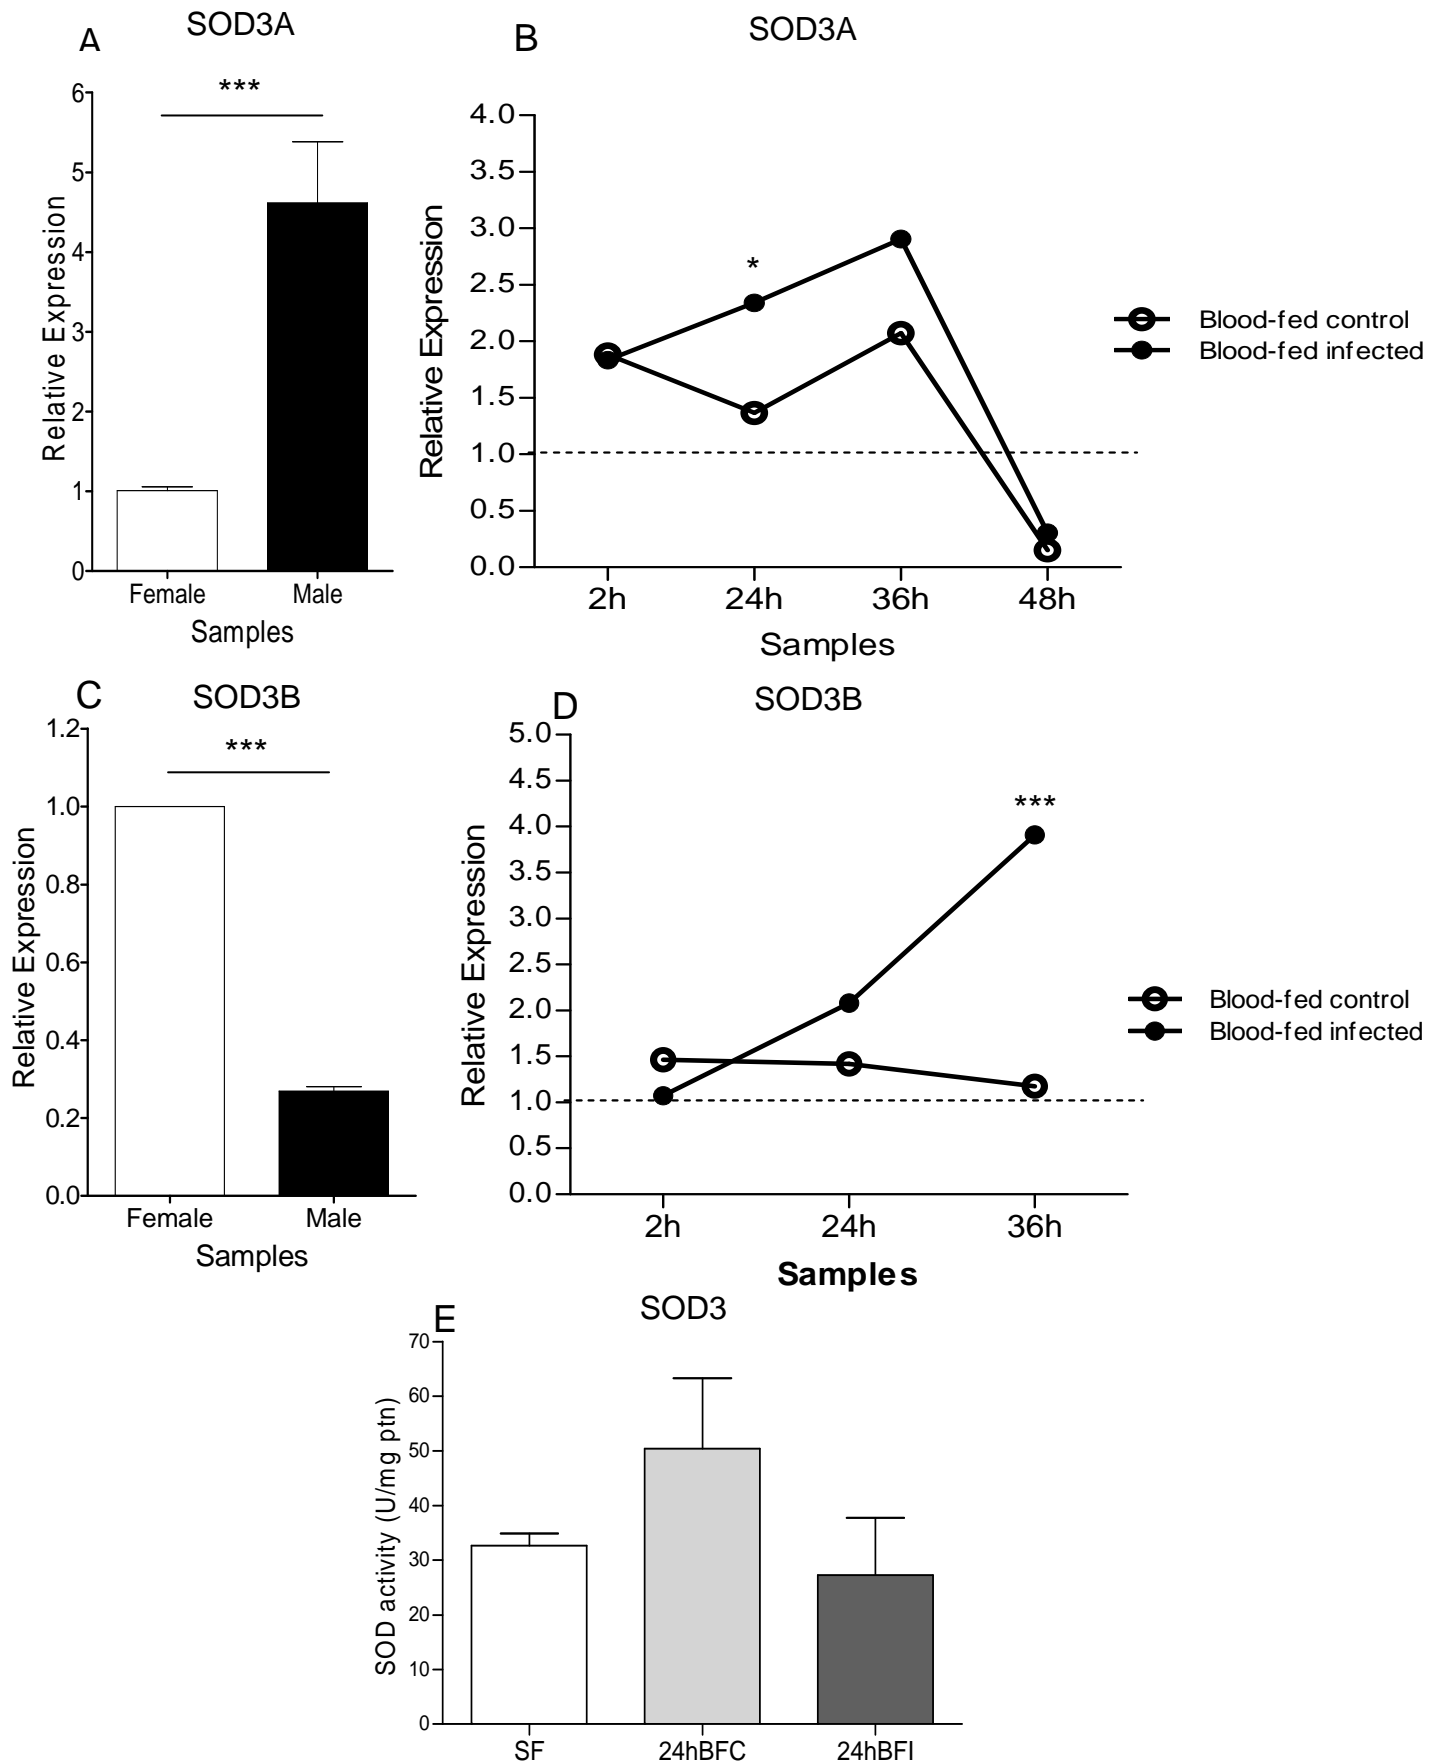 A
SOD3A
***
6
5
4
3
2
1
0
Relative Expression
Female
Male
Samples
B
SOD3A
4.0
3.5
3.0
2.5
2.0
1.5
1.0
0.5
0.0
Relative Expression
*
2h
24h
36h
48h
Samples
Blood-fed control
Blood-fed infected
C
SOD3B
***
1.2
1.0
0.8
0.6
0.4
0.2
0.0
Relative Expression
Female
Male
Samples
D
SOD3B
5.0
4.5
4.0
3.5
3.0
2.5
2.0
1.5
1.0
0.5
0.0
Relative Expression
***
2h
24h
36h
Samples
Blood-fed control
Blood-fed infected
E
SOD3
70
60
50
40
30
20
10
0
SOD activity (U/mg ptn)
SF
24hBFC
24hBFI